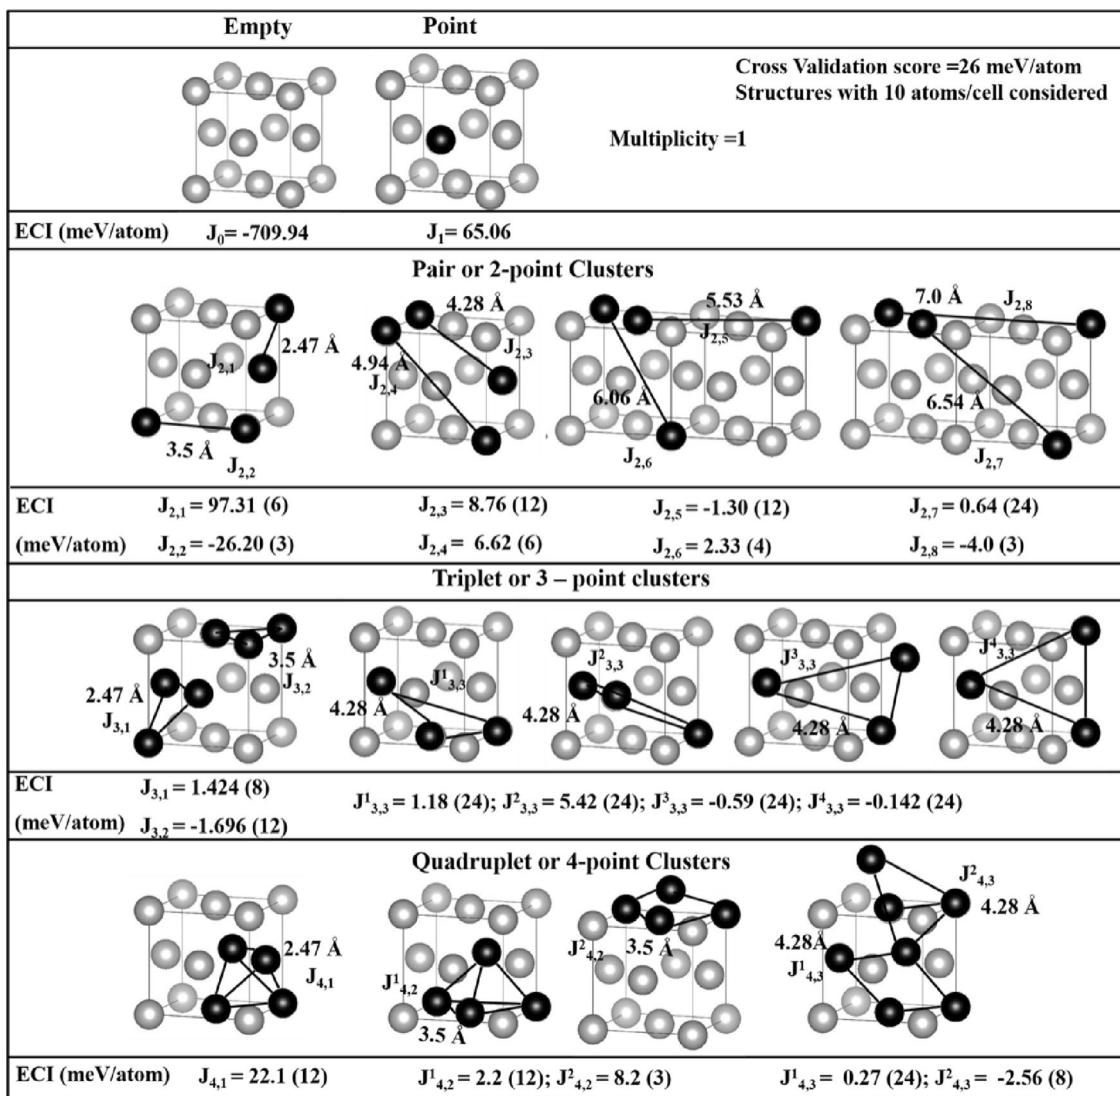 Empty Point
Cross Validation score =26 meV/atom
Structures with 10 atoms/cell considered
Multiplicity =1
ECI (meV/atom) J0= -709.94 J1= 65.06
Pair or 2-point Clusters
2.47 Å
J2,1
3.5 Å
J2,2
4.28 Å
J2,3
4.94 Å
J2,4
5.53 Å
J2,5
6.06 Å
J2,6
7.0 Å
J2,8
6.54 Å
J2,7
ECI J2,1 = 97.31 (6) J2,3 = 8.76 (12) J2,5 = -1.30 (12) J2,7 = 0.64 (24)
(meV/atom) J2,2 = -26.20 (3) J2,4 = 6.62 (6) J2,6 = 2.33 (4) J2,8 = -4.0 (3)
Triplet or 3 – point clusters
3.5 Å
J3,2
2.47 Å
J3,1
J¹3,3
4.28 Å
J²3,3
4.28 Å
J³3,3
4.28 Å
J⁴3,3
4.28 Å
ECI J3,1 = 1.424 (8)
J¹3,3 = 1.18 (24); J²3,3 = 5.42 (24); J³3,3 = -0.59 (24); J⁴3,3 = -0.142 (24)
(meV/atom) J3,2 = -1.696 (12)
Quadruplet or 4-point Clusters
2.47 Å
J4,1
J¹4,2
3.5 Å
J²4,2
3.5 Å
J²4,3
4.28 Å
4.28Å
J¹4,3
ECI (meV/atom) J4,1 = 22.1 (12) J¹4,2 = 2.2 (12); J²4,2 = 8.2 (3) J¹4,3 0.27 (24); J²4,3 = -2.56 (8)